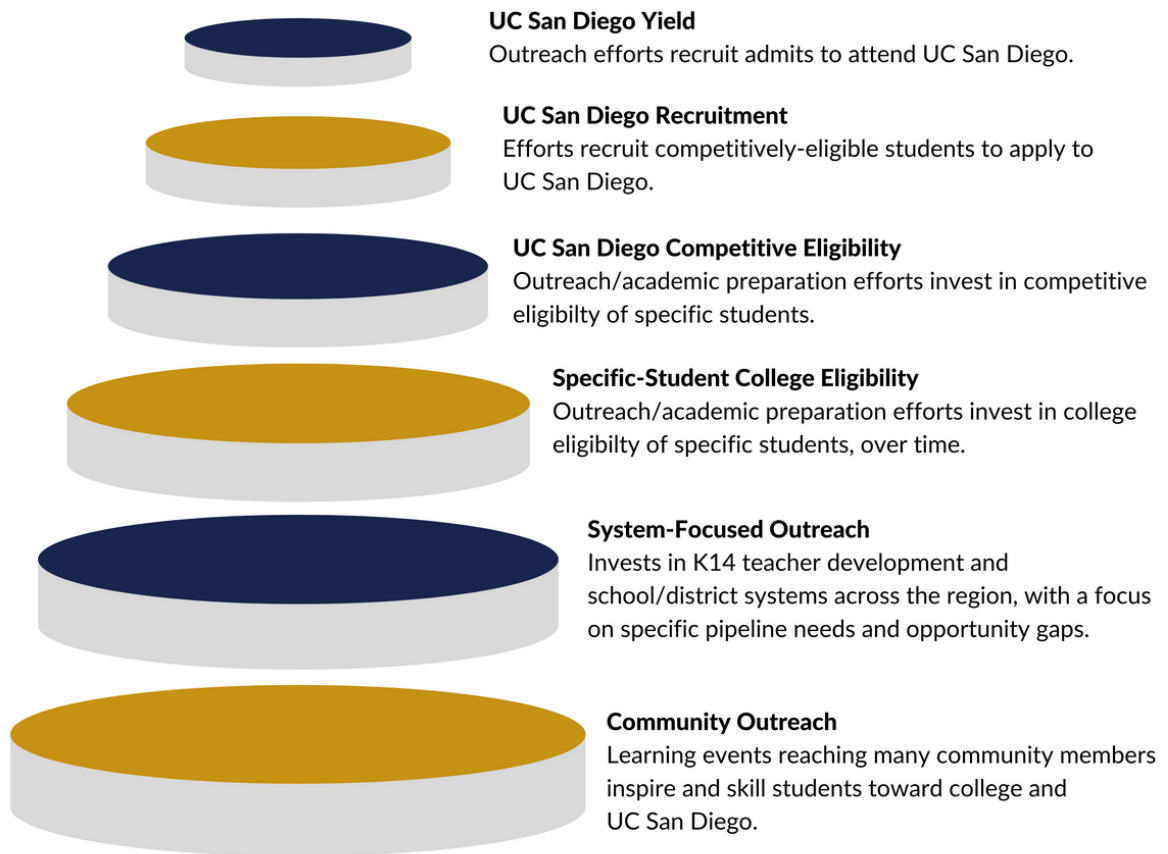 UC San Diego Yield
Outreach efforts recruit admits to attend UC San Diego.
UC San Diego Recruitment
Efforts recruit competitively-eligible students to apply to
UC San Diego.
UC San Diego Competitive Eligibility
Outreach/academic preparation efforts invest in competitive
eligibilty of specific students.
Specific-Student College Eligibility
Outreach/academic preparation efforts invest in college
eligibilty of specific students, over time.
System-Focused Outreach
Invests in K14 teacher development and
school/district systems across the region, with a focus
on specific pipeline needs and opportunity gaps.
Community Outreach
Learning events reaching many community members
inspire and skill students toward college and
UC San Diego.